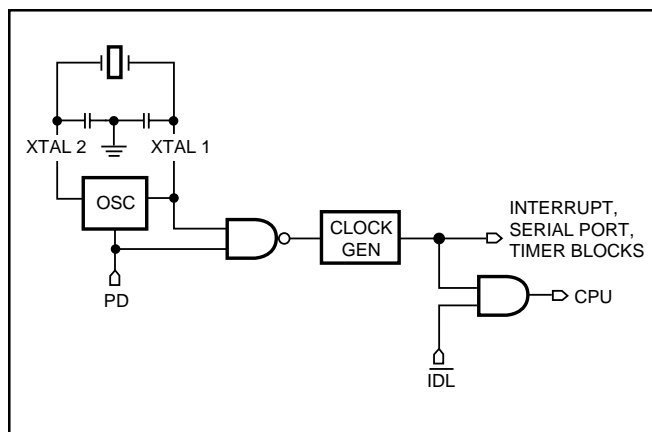 XTAL 2
XTAL 1
OSC
PD
CLOCK
GEN
INTERRUPT,
SERIAL PORT,
TIMER BLOCKS
CPU
IDL